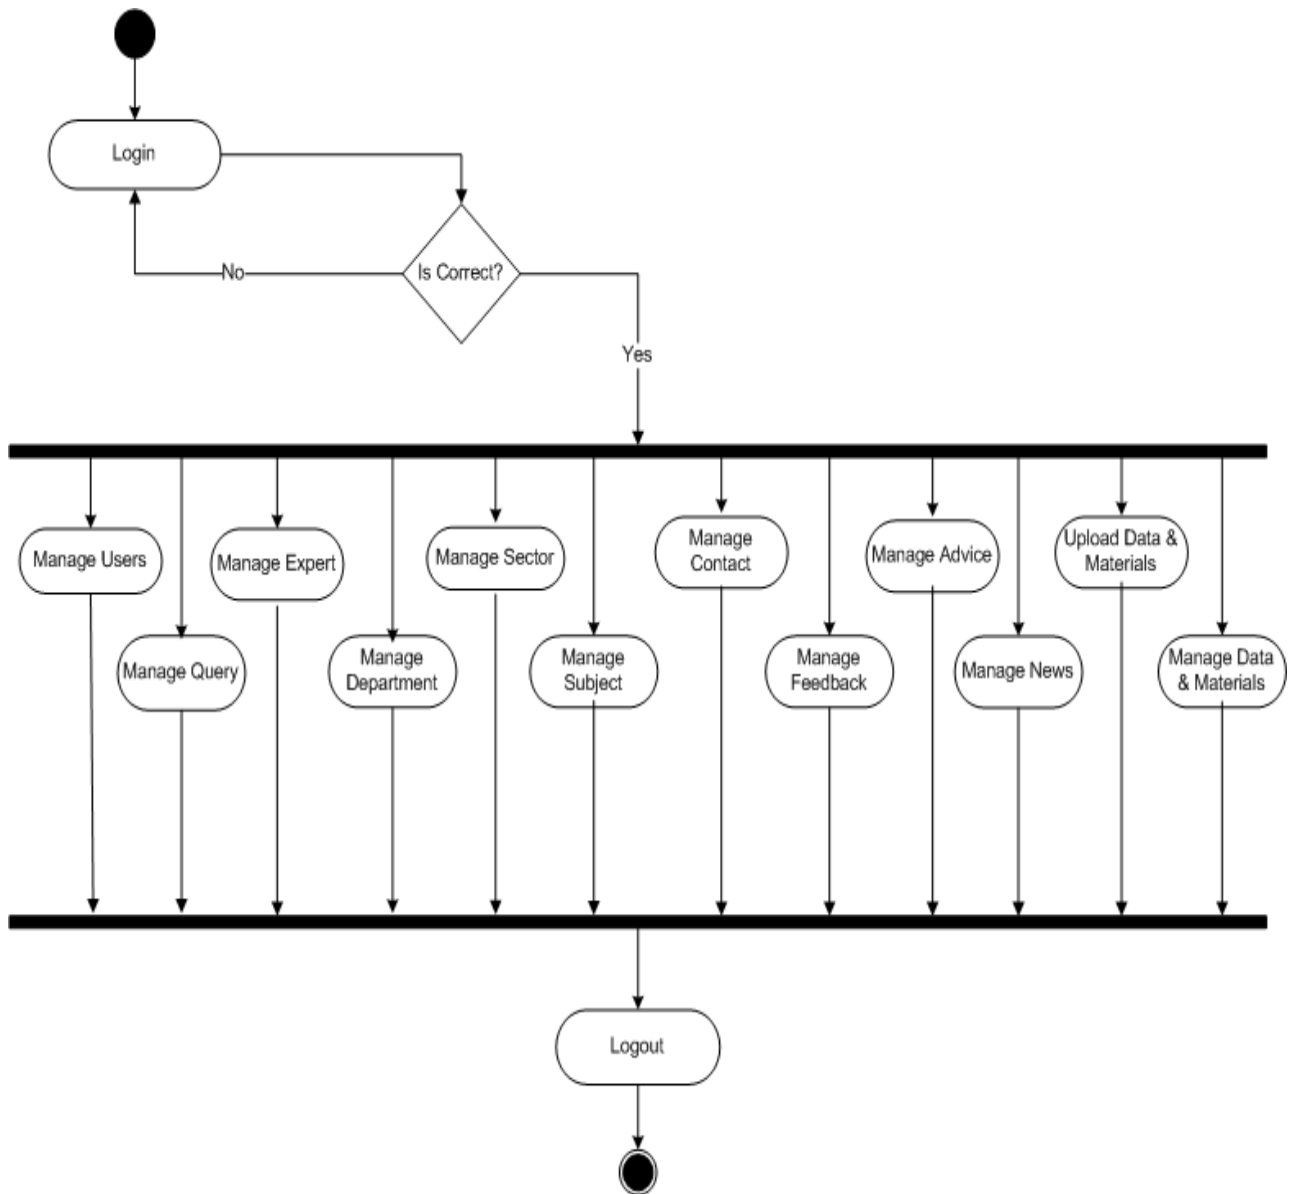 Login
No
Is Correct?
Yes
Manage Users
Manage Query
Manage Expert
Manage
Department
Manage Sector
Manage
Subject
Manage
Contact
Manage
Feedback
Manage Advice
Manage News
Upload Data &
Materials
Manage Data
& Materials
Logout